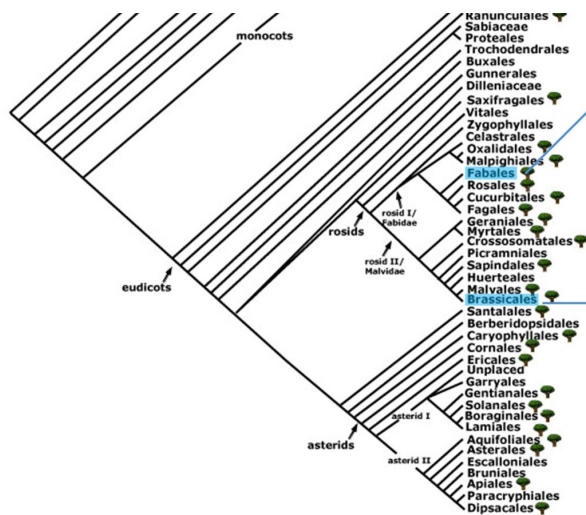 Ranunculales
Sabiaceae
monocots
Proteales
Trochodendrales
Buxales
Gunnerales
Dilleniaceae
Saxifragales
Vitales
Zygophyllales
Celastrales
Oxalidales
Malpighiales
Fabales
Rosales
Cucurbitales
Fagales
rosid I/
Fabidae
rosids
Geraniales
Myrtales
Crossosomatales
Picramniales
rosid II/
Malvidae
Sapindales
Huerteales
eudicots
Malvales
Brassicales
Santalales
Berberidopsidales
Caryophyllales
Cornales
Ericales
Unplaced
Garryales
Gentianales
Solanales
asterid I
Boraginales
Lamiales
asterids
Aquifoliales
Asterales
asterid II
Escalloniales
Bruniales
Apiales
Paracryphiales
Dipsacales